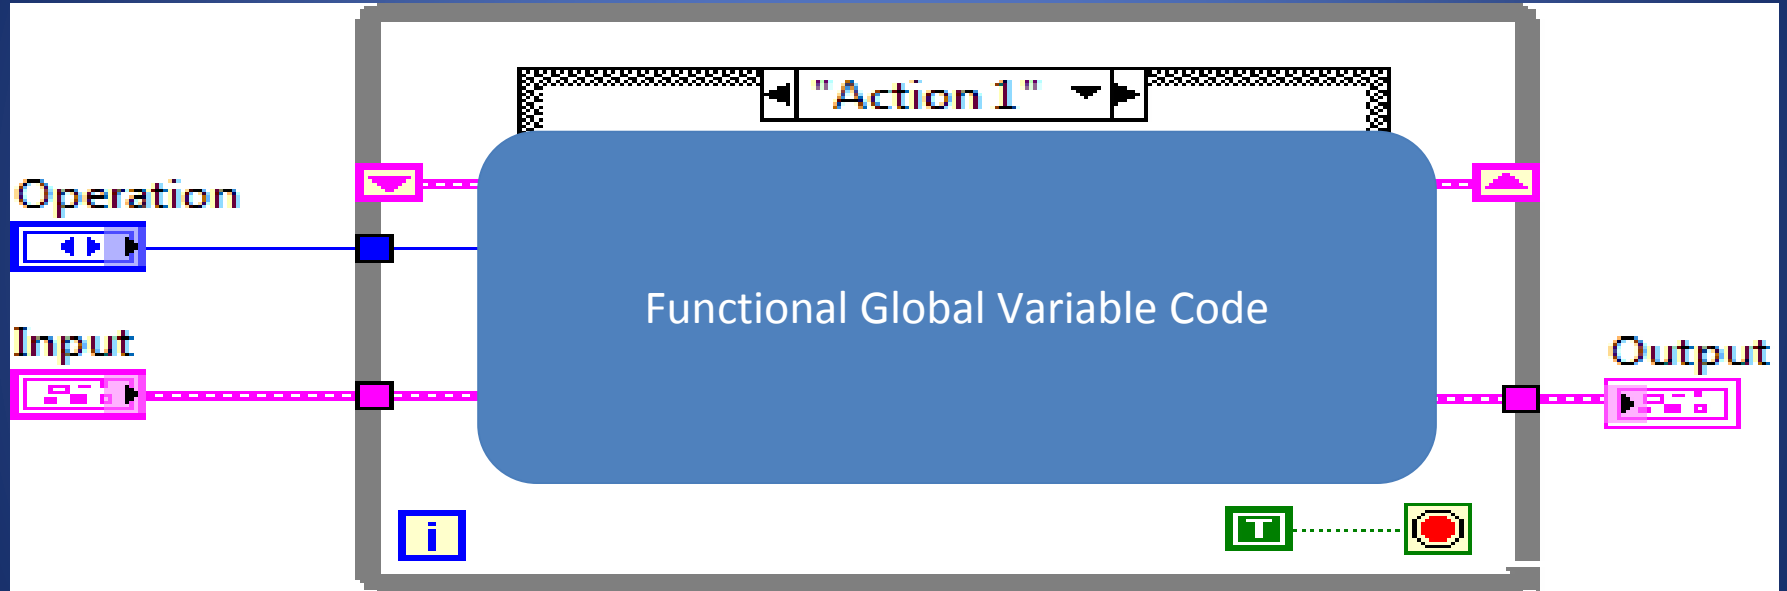 "Action 1"
Operation
Functional Global Variable Code
Input
Output
i
T